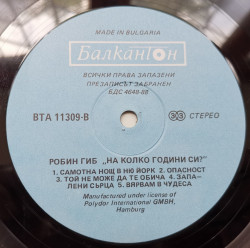 MADE IN BULGARIA
Балкантон
ВСИЧКИ ПРАВА ЗАПАЗЕНИ
ПРЕЗАПИСЪТ ЗАБРАНЕН
БДС 4649-88
ВТА 11309-В
33 СТЕРЕО
РОБИН ГИБ „НА КОЛКО ГОДИНИ СИ?"
1. САМОТНА НОЩ В НЮ ЙОРК 2. ОПАСНОСТ
3. ТОЙ НЕ МОЖЕ ДА ТЕ ОБИЧА 4. ЗАПА-
ЛЕНИ СЪРЦА 5. ВЯРВАМ В ЧУДЕСА
Manufactured under license of
Polydor International GMBH,
Hamburg